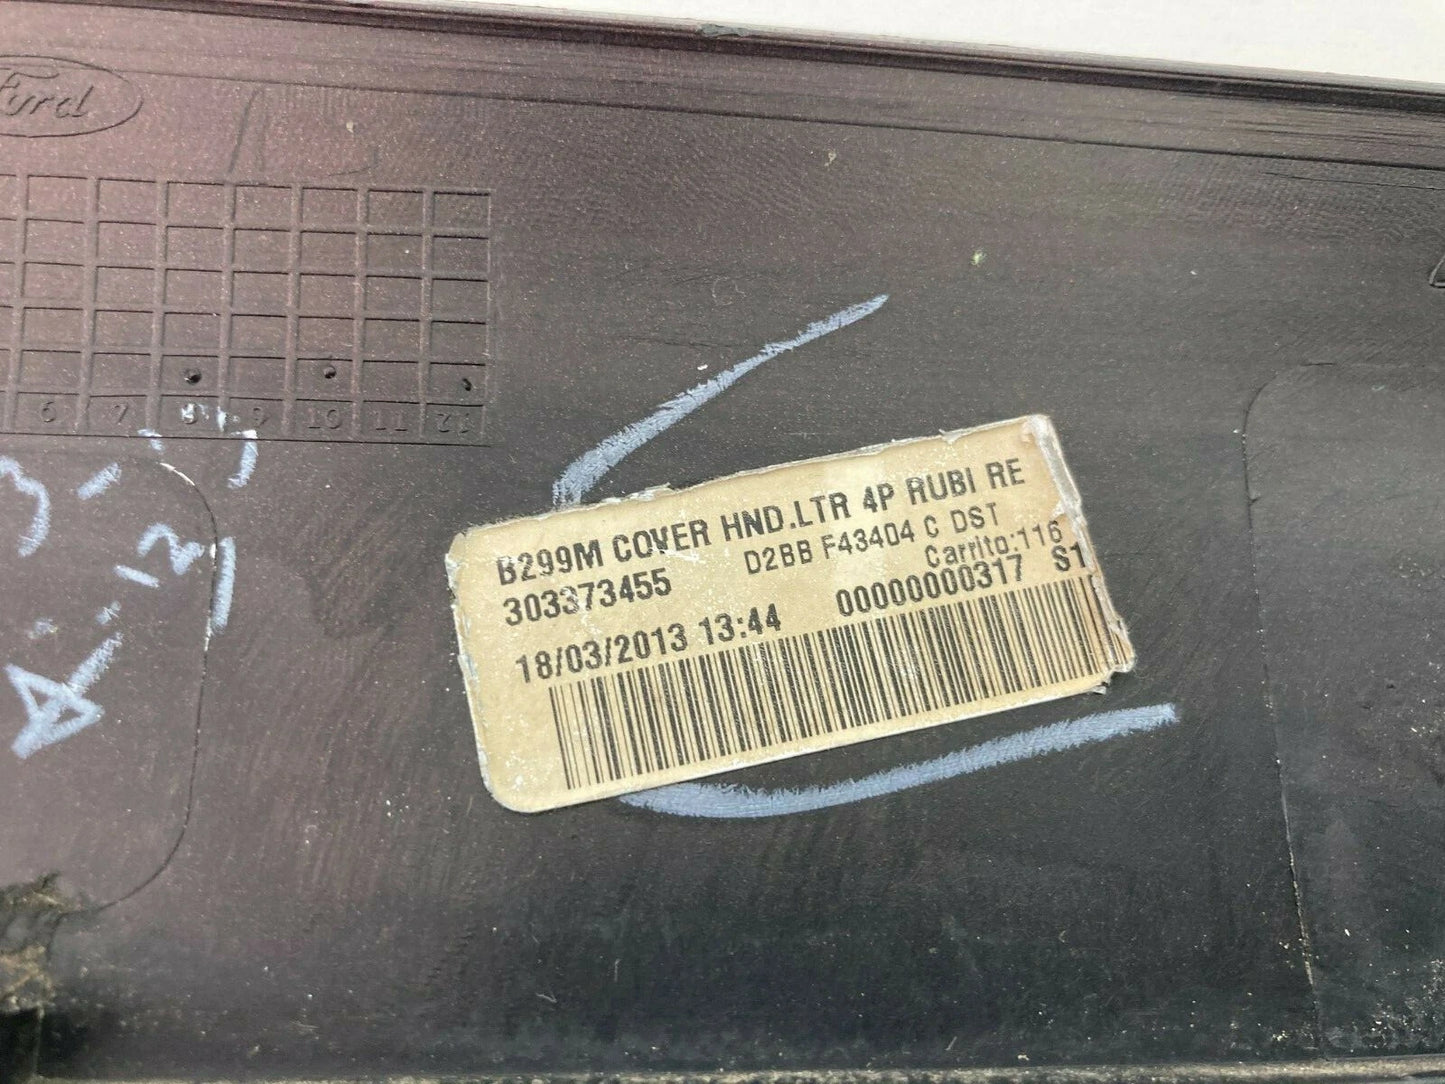 Ford
6 7 8 9 10 11 12
B299M COVER HND.LTR 4P RUBI RE
D2BB F43404 C DST
303373455
Carrito:116
18/03/2013 13:44
00000000317 S1